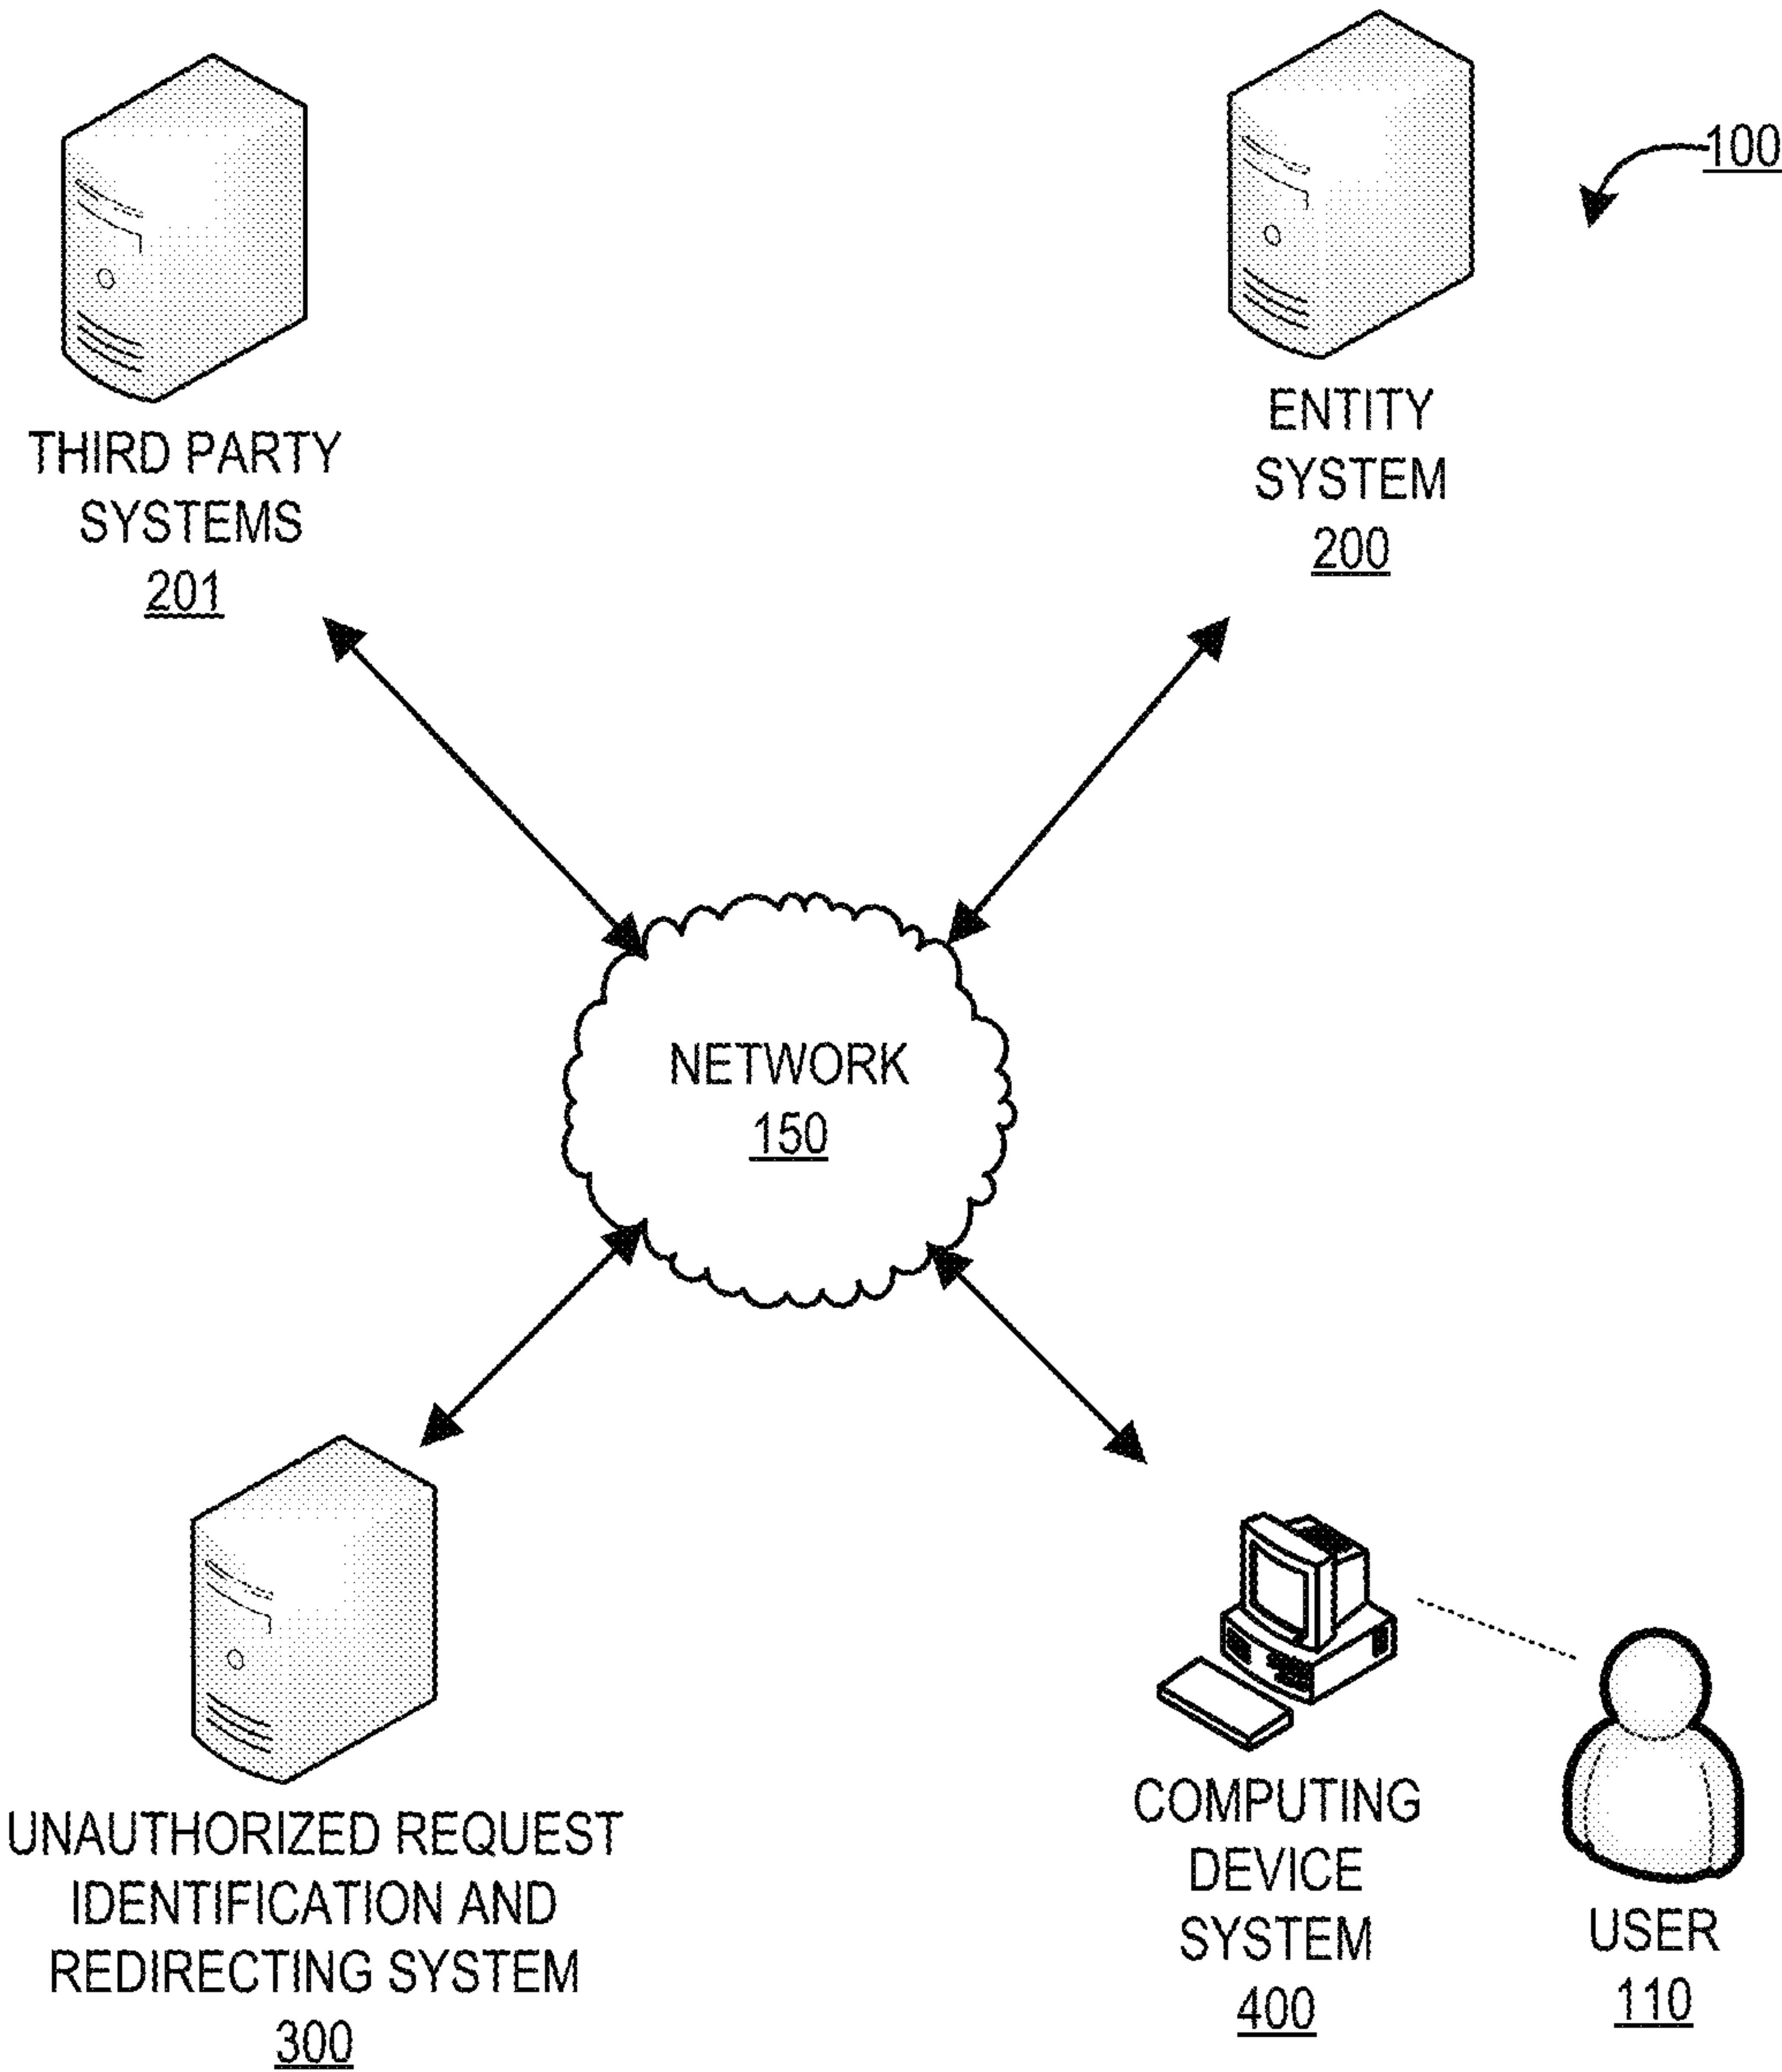 100
THIRD PARTY
SYSTEMS
201
ENTITY
SYSTEM
200
NETWORK
150
UNAUTHORIZED REQUEST
IDENTIFICATION AND
REDIRECTING SYSTEM
300
COMPUTING
DEVICE
SYSTEM
400
USER
110